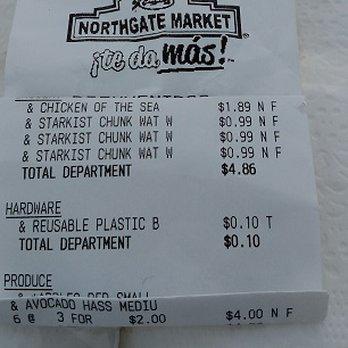 NORTHGATE MARKET
¡te da más!
& CHICKEN OF THE SEA $1.89 N F
& STARKIST CHUNK WAT W $0.99 N F
& STARKIST CHUNK WAT W $0.99 N F
& STARKIST CHUNK WAT W $0.99 N F
TOTAL DEPARTMENT $4.86
HARDWARE
& REUSABLE PLASTIC B $0.10 T
TOTAL DEPARTMENT $0.10
PRODUCE
& AVOCADO HASS MEDIU
6 @ 3 FOR $2.00 $4.00 N F